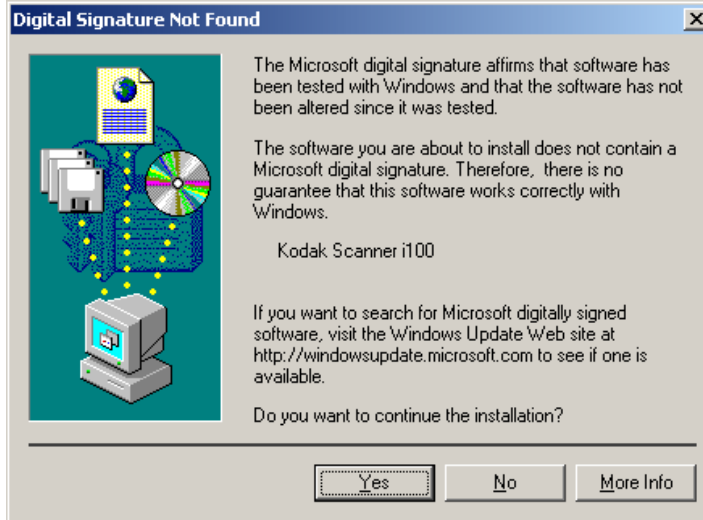 Digital Signature Not Found
The Microsoft digital signature affirms that software has
been tested with Windows and that the software has not
been altered since it was tested.
The software you are about to install does not contain a
Microsoft digital signature. Therefore,  there is no
guarantee that this software works correctly with
Windows.
Kodak Scanner i100
If you want to search for Microsoft digitally signed
software, visit the Windows Update Web site at
http://windowsupdate.microsoft.com to see if one is
available.
Do you want to continue the installation?
Yes No More Info